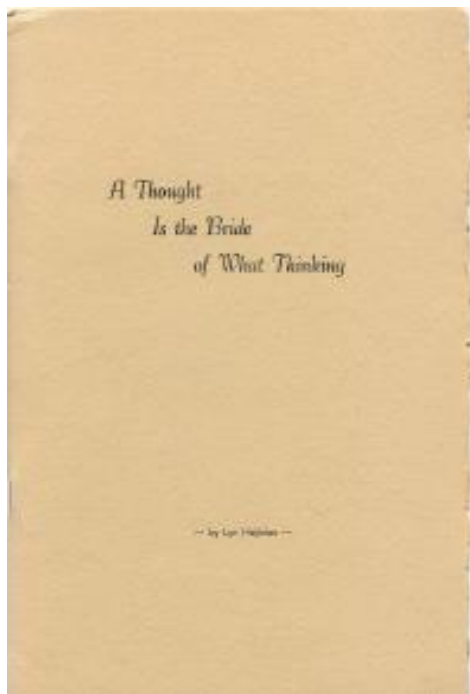 A Thought
Is the Bride
of What Thinking
— by Lyn Hejinian —